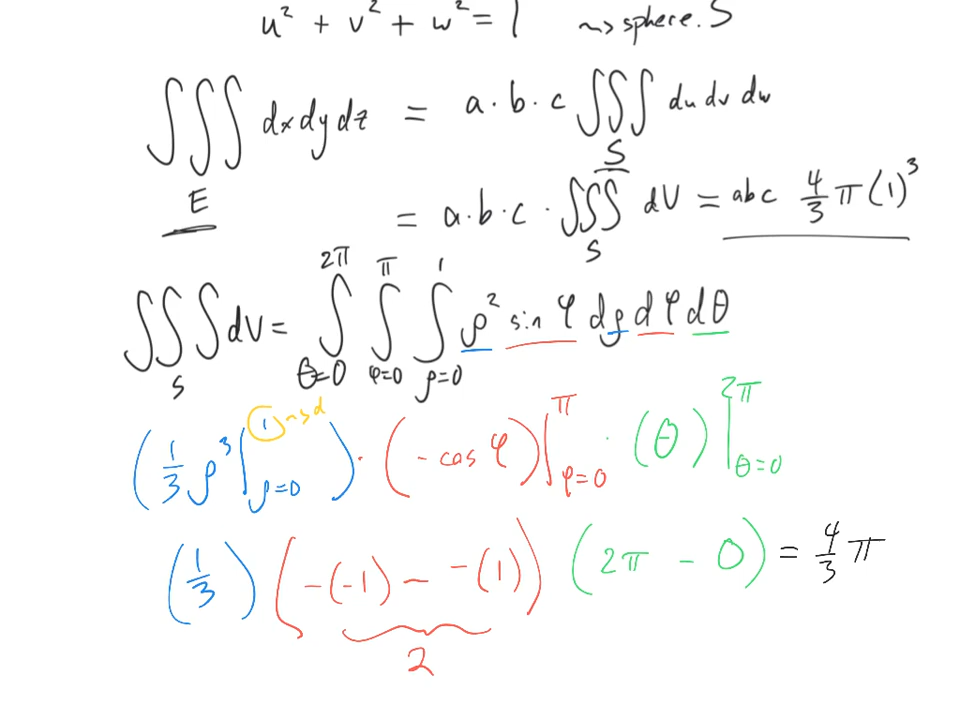 u² + v² + w² = 1 ~> sphere. S
∭_E dx dy dz = a · b · c ∭_S du dv dw
= a·b·c · ∭_S dV = abc 4/3 π (1)³
∭_S dV = ∫_{θ=0}^{2π} ∫_{φ=0}^{π} ∫_{ρ=0}^{1} ρ² sin φ dρ dφ dθ
(1/3 ρ³ |_{ρ=0}^{1 ~> d}) · (-cos φ) |_{φ=0}^{π} · (θ) |_{θ=0}^{2π}
(1/3) (-(-1) - -(1)) (2π - 0) = 4/3 π
2